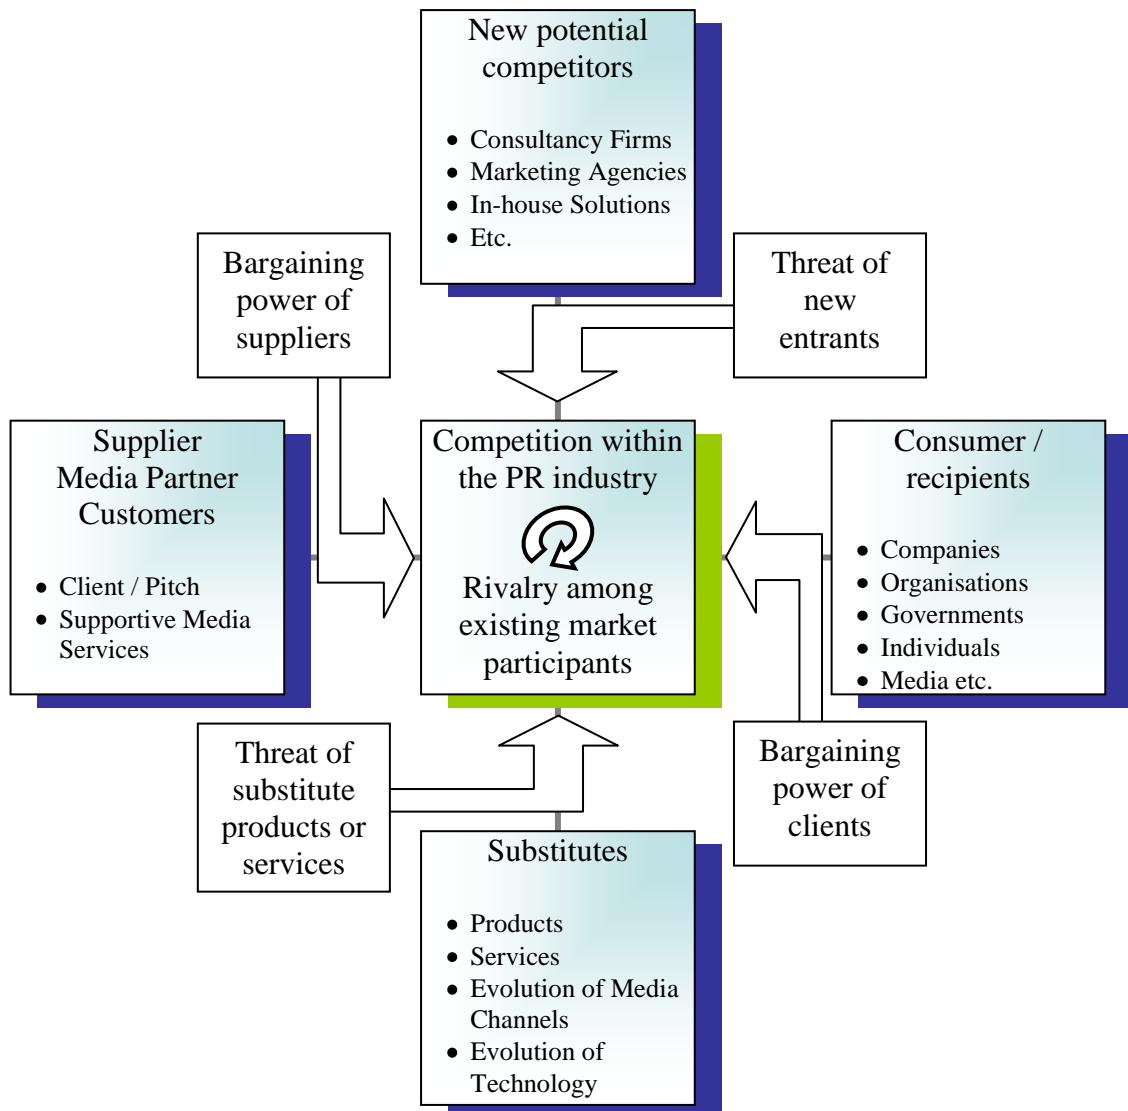 New potential
competitors
• Consultancy Firms
• Marketing Agencies
• In-house Solutions
• Etc.
Bargaining
power of
suppliers
Threat of
new
entrants
Supplier
Media Partner
Customers
• Client / Pitch
• Supportive Media
Services
Competition within
the PR industry
Rivalry among
existing market
participants
Consumer /
recipients
• Companies
• Organisations
• Governments
• Individuals
• Media etc.
Threat of
substitute
products or
services
Bargaining
power of
clients
Substitutes
• Products
• Services
• Evolution of Media
Channels
• Evolution of
Technology